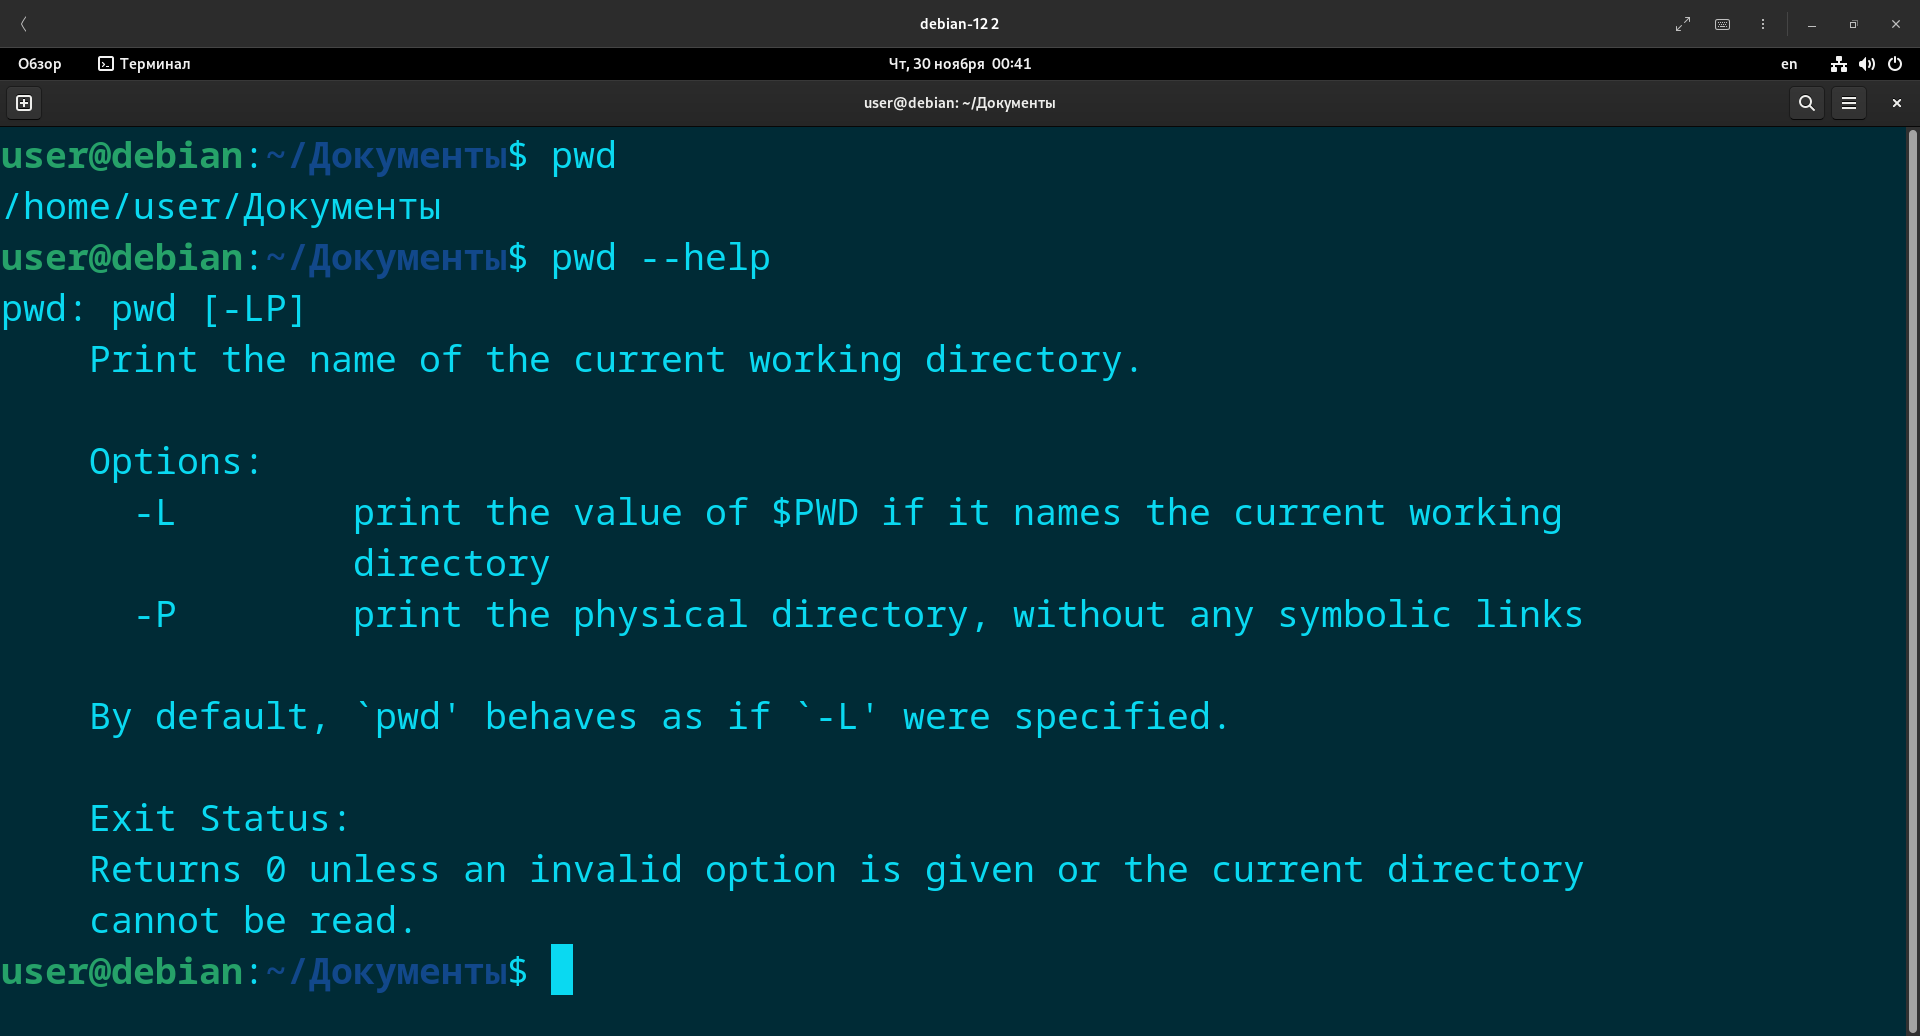 debian-12 2
Обзор Терминал Чт, 30 ноября 00:41 en
user@debian: ~/Документы
user@debian:~/Документы$ pwd
/home/user/Документы
user@debian:~/Документы$ pwd --help
pwd: pwd [-LP]
    Print the name of the current working directory.

    Options:
      -L        print the value of $PWD if it names the current working
                directory
      -P        print the physical directory, without any symbolic links

    By default, `pwd' behaves as if `-L' were specified.

    Exit Status:
    Returns 0 unless an invalid option is given or the current directory
    cannot be read.
user@debian:~/Документы$